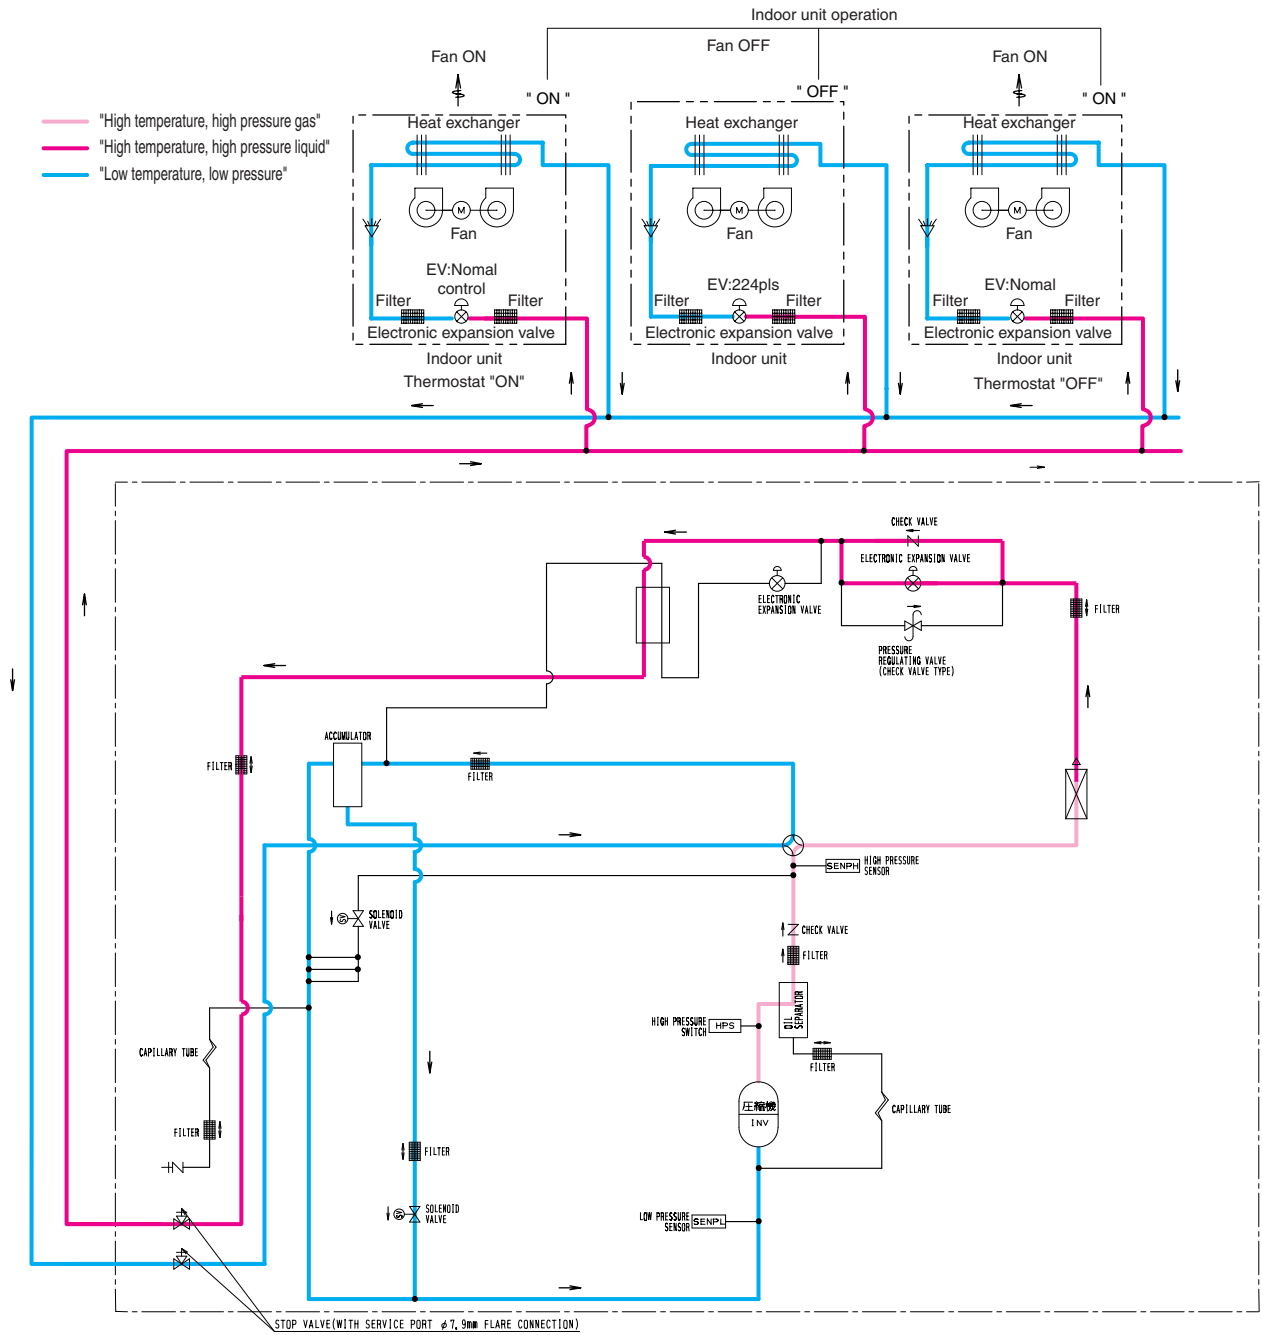 Indoor unit operation
Fan OFF
Fan ON
Fan ON
" ON "
" OFF "
" ON "
"High temperature, high pressure gas"
"High temperature, high pressure liquid"
"Low temperature, low pressure"
Heat exchanger
M
Fan
EV:Nomal
control
Filter
Filter
Electronic expansion valve
Indoor unit
Thermostat "ON"
Heat exchanger
M
Fan
EV:224pls
Filter
Filter
Electronic expansion valve
Indoor unit
Heat exchanger
M
Fan
EV:Nomal
Filter
Filter
Electronic expansion valve
Indoor unit
Thermostat "OFF"
CHECK VALVE
ELECTRONIC EXPANSION VALVE
ELECTRONIC
EXPANSION VALVE
FILTER
PRESSURE
REGULATING VALVE
(CHECK VALVE TYPE)
ACCUMULATOR
FILTER
FILTER
SENPH
HIGH PRESSURE
SENSOR
SV
SOLENOID
VALVE
CHECK VALVE
FILTER
OIL
SEPARATOR
HIGH PRESSURE
SWITCH
HPS
CAPILLARY TUBE
FILTER
圧縮機
INV
CAPILLARY TUBE
FILTER
FILTER
SV
SOLENOID
VALVE
LOW PRESSURE
SENSOR
SENPL
STOP VALVE(WITH SERVICE PORT φ7,9mm FLARE CONNECTION)